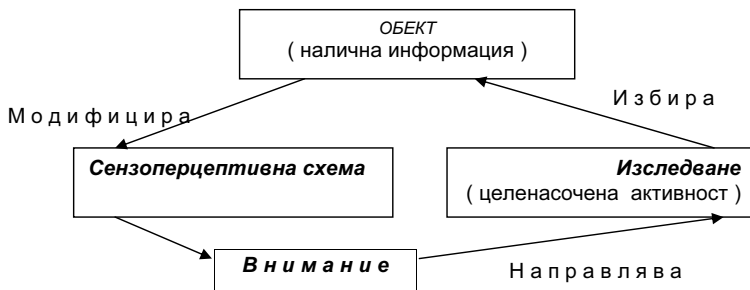 ОБЕКТ
( налична информация )
Модифицира
Избира
Сензоперцептивна схема
Изследване
( целенасочена активност )
Внимание
Направлява